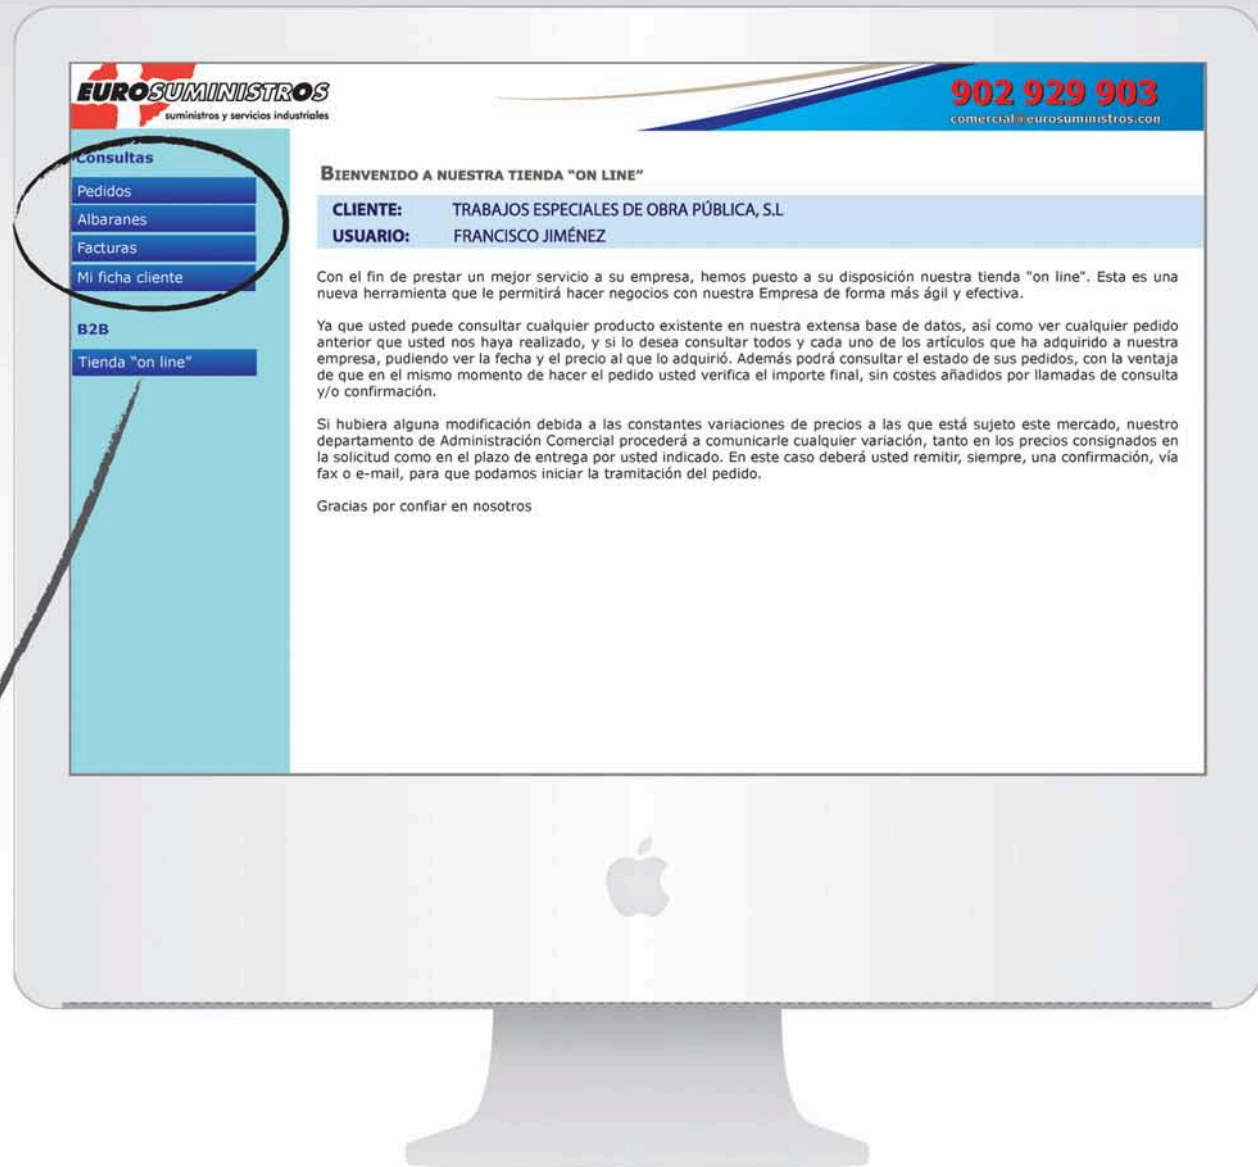 EUROSUMINISTROS
suministros y servicios industriales
902 929 903
comercial@eurosuministros.com
Consultas
Pedidos
Albaranes
Facturas
Mi ficha cliente
B2B
Tienda "on line"
BIENVENIDO A NUESTRA TIENDA "ON LINE"
CLIENTE: TRABAJOS ESPECIALES DE OBRA PÚBLICA, S.L
USUARIO: FRANCISCO JIMÉNEZ
Con el fin de prestar un mejor servicio a su empresa, hemos puesto a su disposición nuestra tienda "on line". Esta es una
nueva herramienta que le permitirá hacer negocios con nuestra Empresa de forma más ágil y efectiva.
Ya que usted puede consultar cualquier producto existente en nuestra extensa base de datos, así como ver cualquier pedido
anterior que usted nos haya realizado, y si lo desea consultar todos y cada uno de los artículos que ha adquirido a nuestra
empresa, pudiendo ver la fecha y el precio al que lo adquirió. Además podrá consultar el estado de sus pedidos, con la ventaja
de que en el mismo momento de hacer el pedido usted verifica el importe final, sin costes añadidos por llamadas de consulta
y/o confirmación.
Si hubiera alguna modificación debida a las constantes variaciones de precios a las que está sujeto este mercado, nuestro
departamento de Administración Comercial procederá a comunicarle cualquier variación, tanto en los precios consignados en
la solicitud como en el plazo de entrega por usted indicado. En este caso deberá usted remitir, siempre, una confirmación, vía
fax o e-mail, para que podamos iniciar la tramitación del pedido.
Gracias por confiar en nosotros